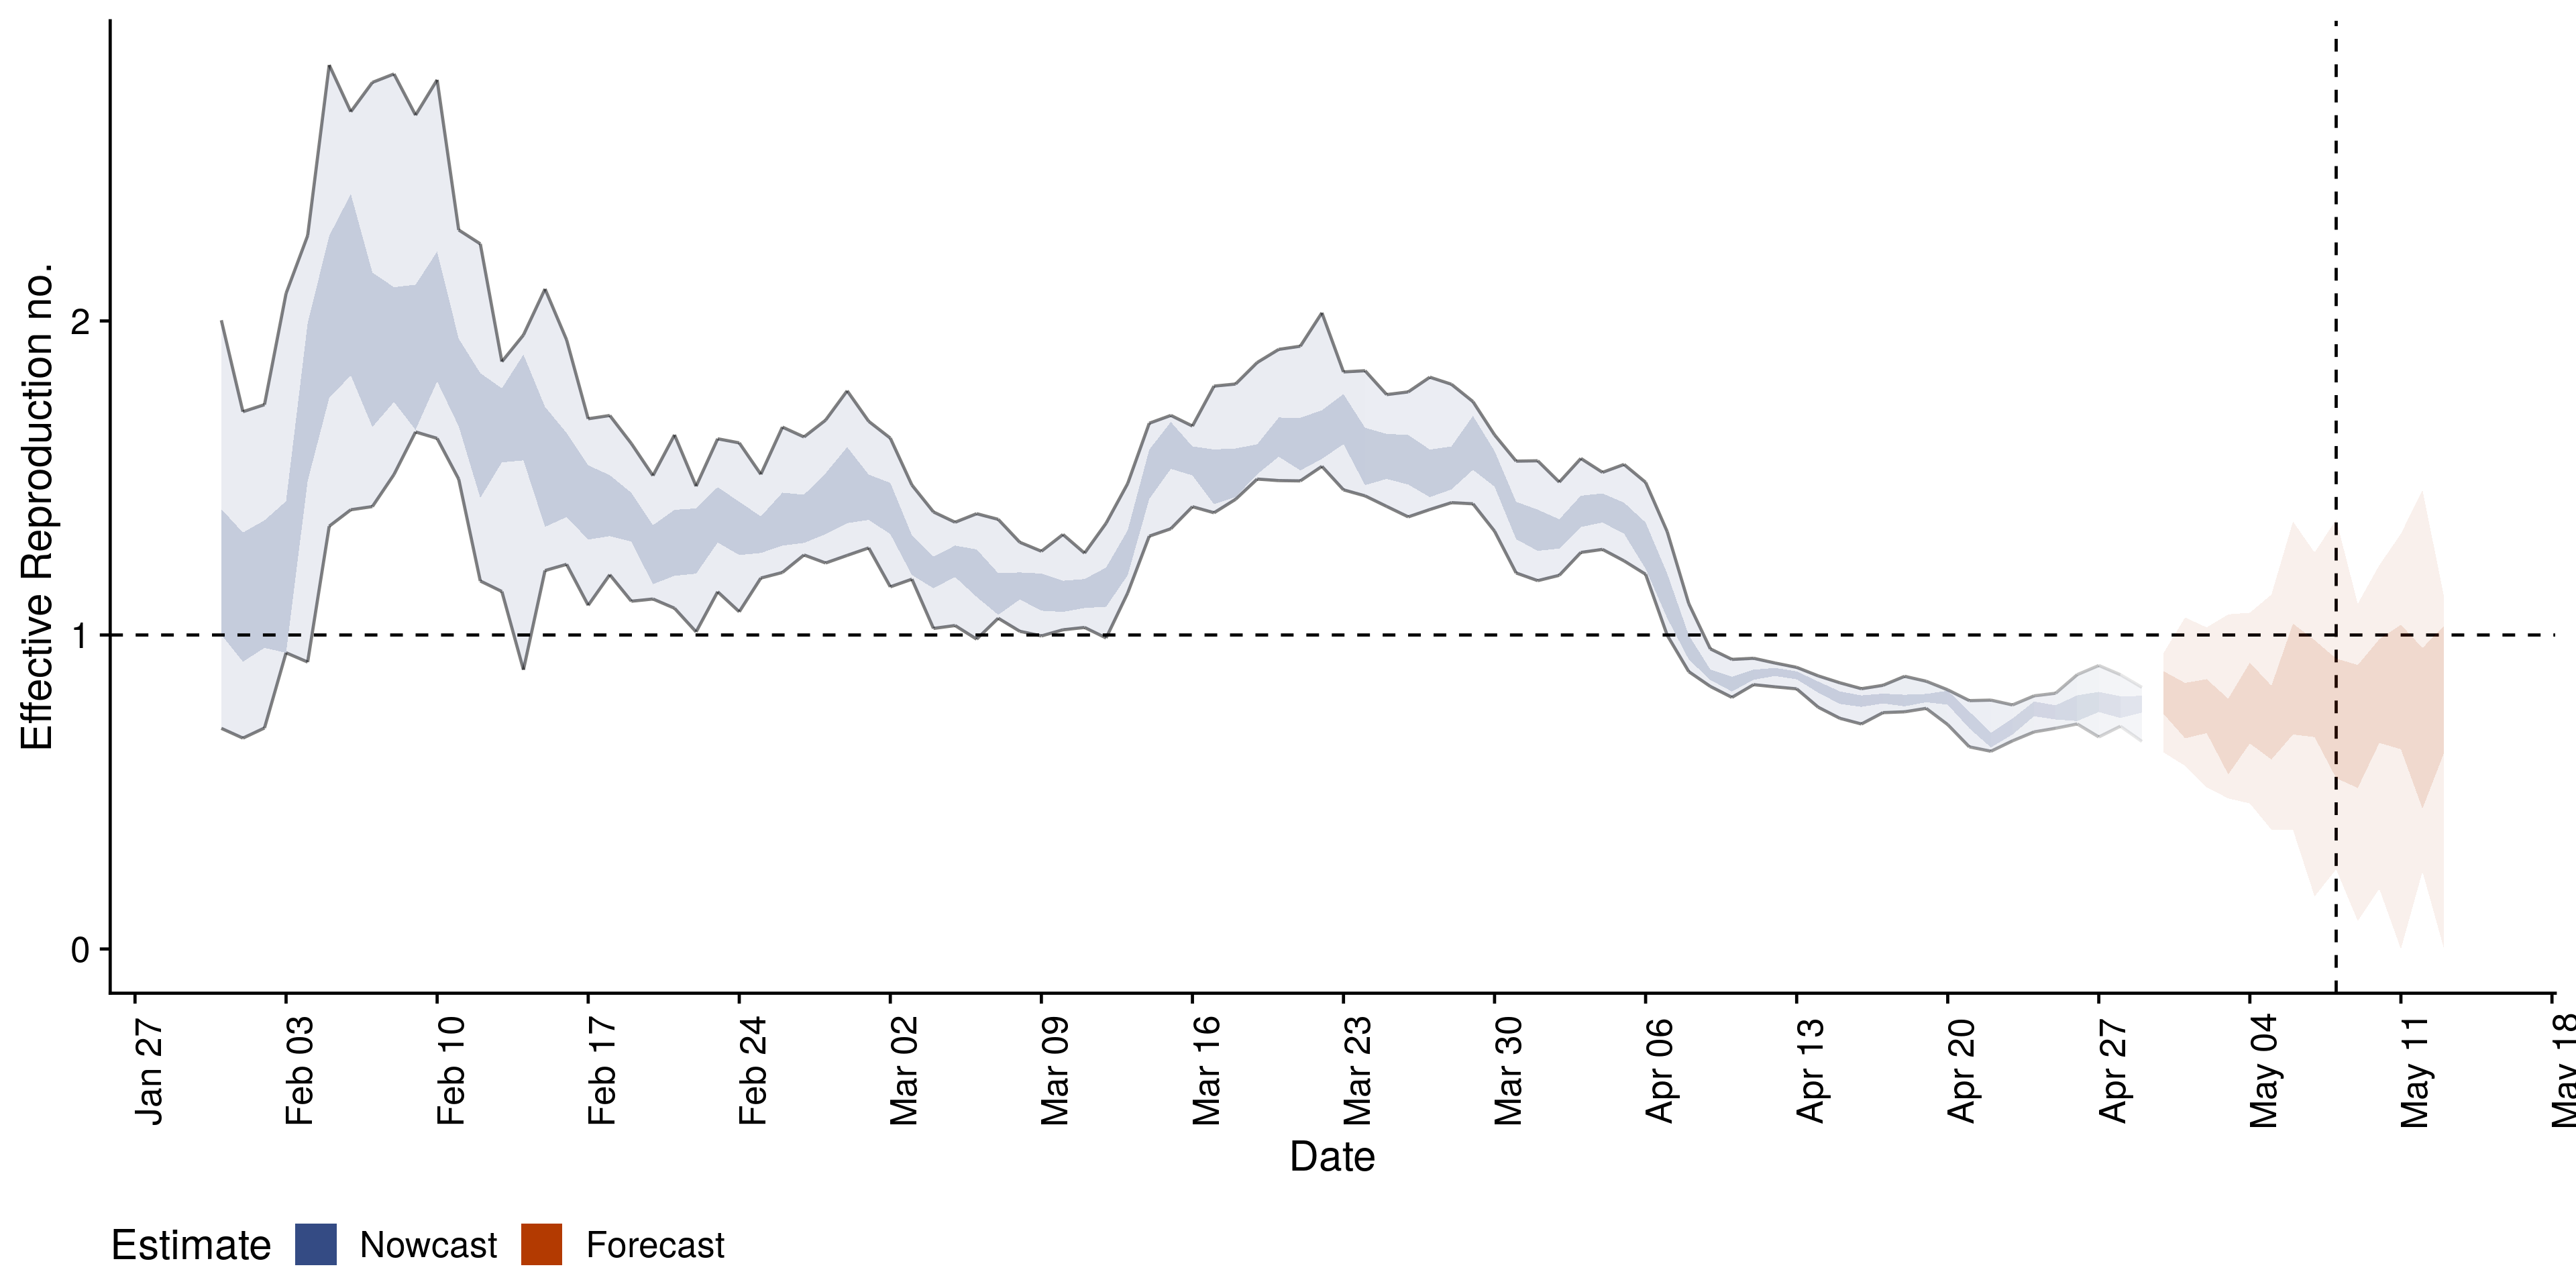 Effective Reproduction no.
2
1
0
Jan 27
Feb 03
Feb 10
Feb 17
Feb 24
Mar 02
Mar 09
Mar 16
Mar 23
Mar 30
Apr 06
Apr 13
Apr 20
Apr 27
May 04
May 11
May 18
Date
Estimate Nowcast Forecast